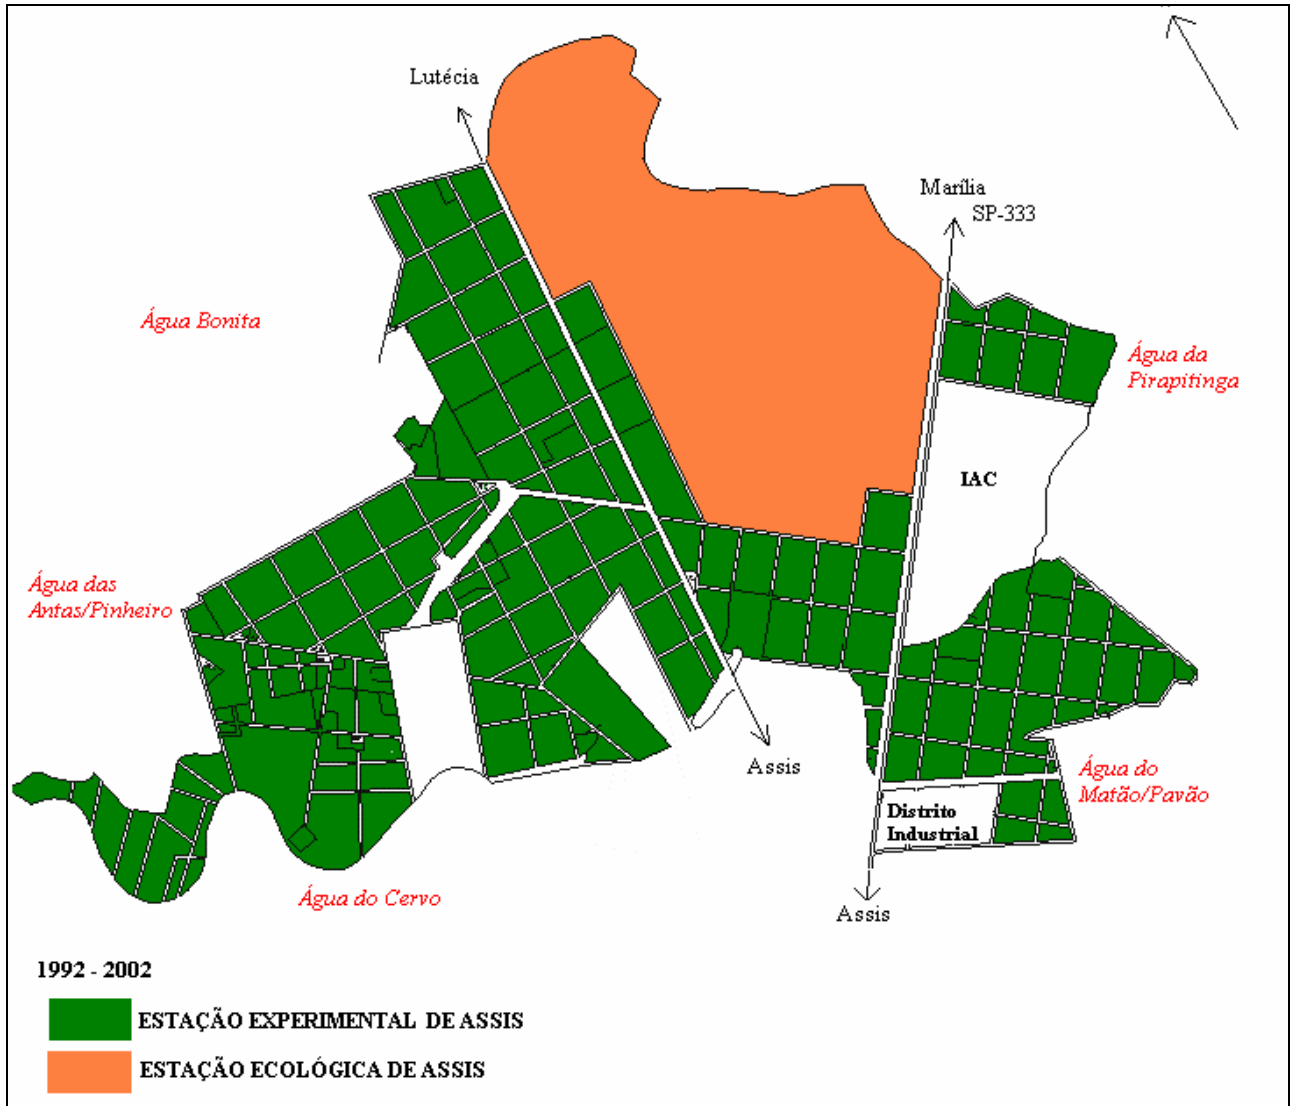 Lutécia
Marília
SP-333
Água Bonita
Água da
Pirapitinga
IAC
Água das
Antas/Pinheiro
Assis
Água do
Matão/Pavão
Distrito
Industrial
Água do Cervo
Assis
1992 - 2002
ESTAÇÃO EXPERIMENTAL DE ASSIS
ESTAÇÃO ECOLÓGICA DE ASSIS